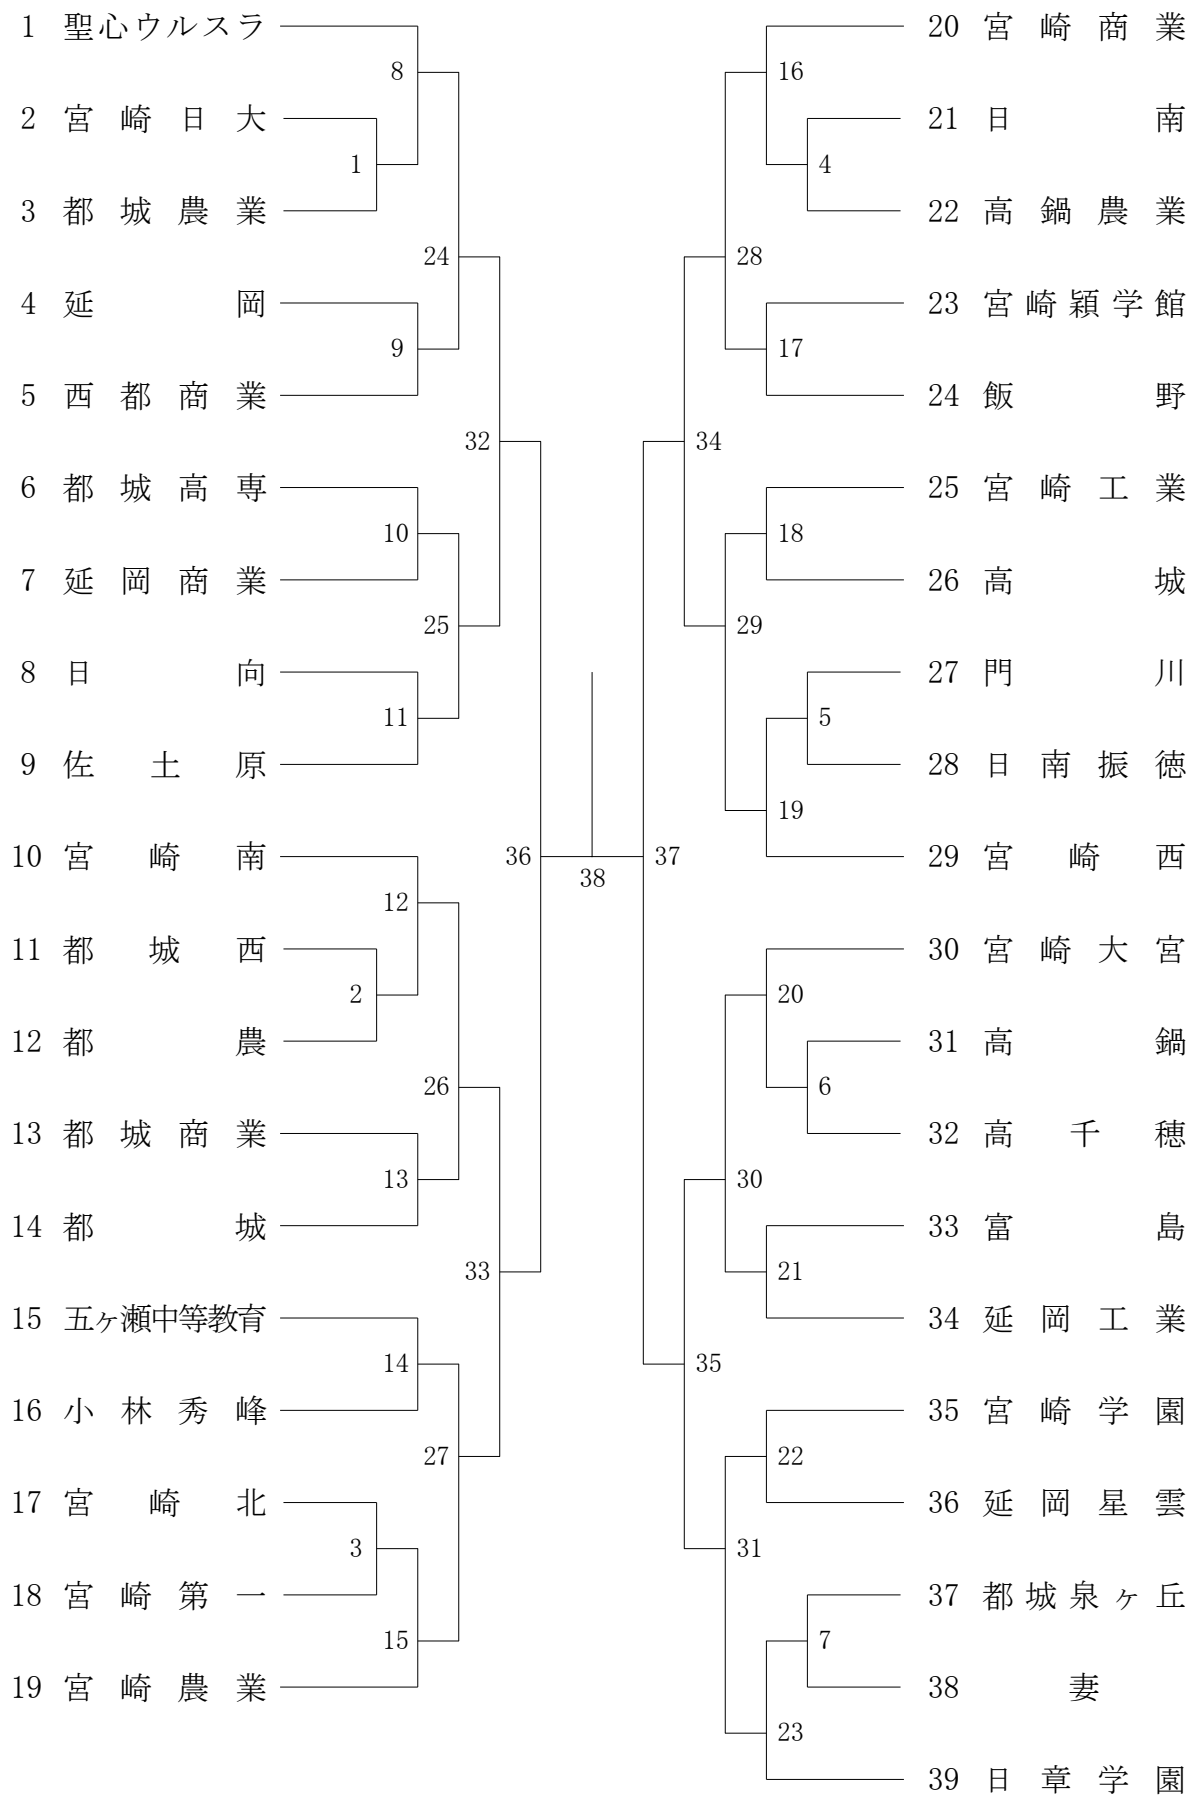 1 聖心ウルスラ
8
2 宮崎日大
1
3 都城農業
24
4 延岡
9
5 西都商業
32
6 都城高専
10
7 延岡商業
25
8 日向
11
9 佐土原
36
10 宮崎南
12
11 都城西
2
12 都農
26
13 都城商業
13
14 都城
33
15 五ヶ瀬中等教育
14
16 小林秀峰
27
17 宮崎北
3
18 宮崎第一
15
19 宮崎農業
38
20 宮崎商業
16
21 日南
4
22 高鍋農業
28
23 宮崎穎学館
17
24 飯野
34
25 宮崎工業
18
26 高城
29
27 門川
5
28 日南振徳
19
29 宮崎西
37
30 宮崎大宮
20
31 高鍋
6
32 高千穂
30
33 富島
21
34 延岡工業
35
35 宮崎学園
22
36 延岡星雲
31
37 都城泉ヶ丘
7
38 妻
23
39 日章学園